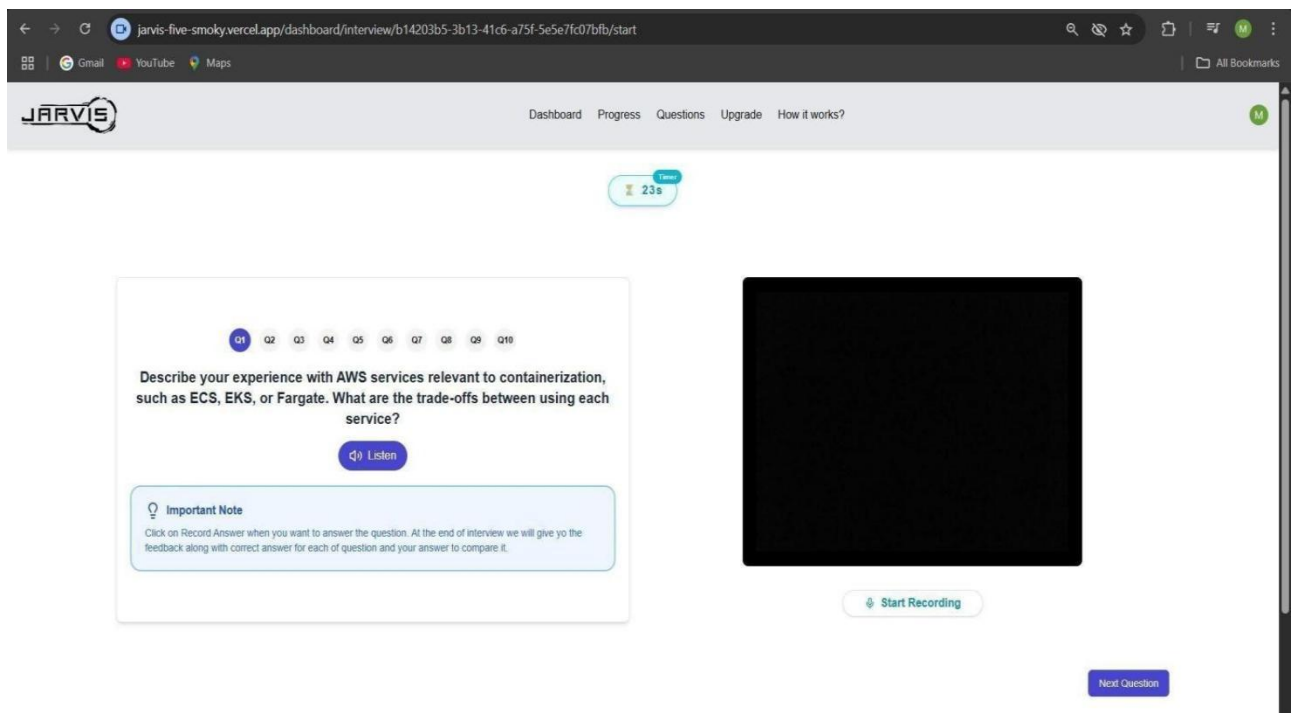 jarvis-five-smoky.vercel.app/dashboard/interview/b14203b5-3b13-41c6-a75f-5e5e7fc07bfb/start
M
Gmail YouTube Maps
All Bookmarks
JARVIS
Dashboard Progress Questions Upgrade How it works?
M
Timer
23s
Q1 Q2 Q3 Q4 Q5 Q6 Q7 Q8 Q9 Q10
Describe your experience with AWS services relevant to containerization,
such as ECS, EKS, or Fargate. What are the trade-offs between using each
service?
Listen
Important Note
Click on Record Answer when you want to answer the question. At the end of interview we will give yo the
feedback along with correct answer for each of question and your answer to compare it.
Start Recording
Next Question